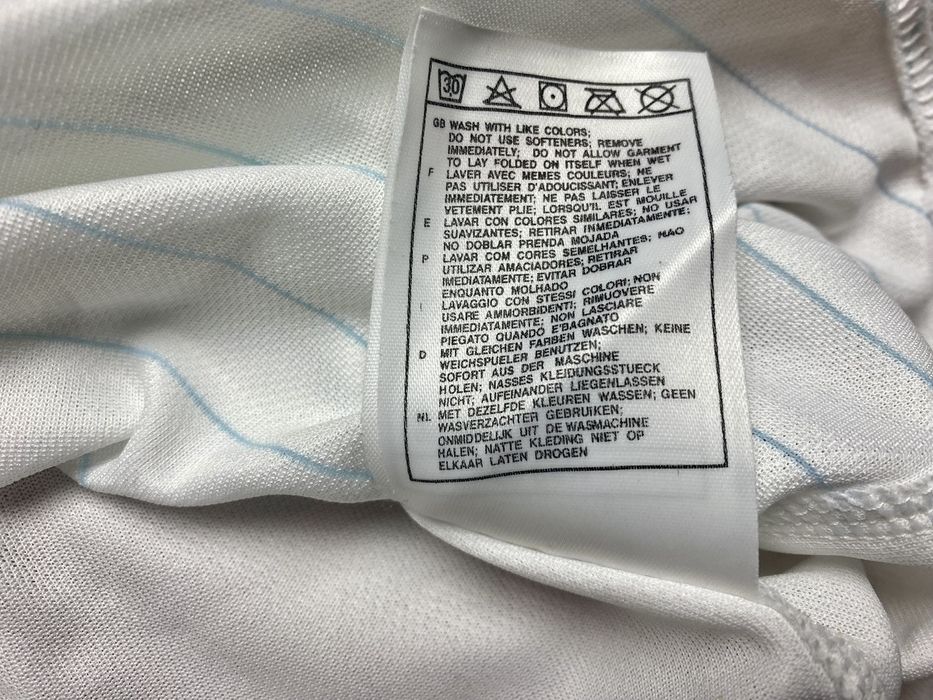 30
GB WASH WITH LIKE COLORS;
DO NOT USE SOFTENERS; REMOVE
IMMEDIATELY; DO NOT ALLOW GARMENT
TO LAY FOLDED ON ITSELF WHEN WET
F LAVER AVEC MEMES COULEURS; NE
PAS UTILISER D'ADOUCISSANT; ENLEVER
IMMEDIATEMENT; NE PAS LAISSER LE
VETEMENT PLIE; LORSQU'IL EST MOUILLE
E LAVAR CON COLORES SIMILARES; NO USAR
SUAVIZANTES; RETIRAR INMEDIATAMENTE;
NO DOBLAR PRENDA MOJADA
P LAVAR COM CORES SEMELHANTES; NAO
UTILIZAR AMACIADORES; RETIRAR
IMEDIATAMENTE; EVITAR DOBRAR
ENQUANTO MOLHADO
I LAVAGGIO CON STESSI COLORI; NON
USARE AMMORBIDENTI; RIMUOVERE
IMMEDIATAMENTE; NON LASCIARE
PIEGATO QUANDO E'BAGNATO
D MIT GLEICHEN FARBEN WASCHEN; KEINE
WEICHSPUELER BENUTZEN;
SOFORT AUS DER MASCHINE
HOLEN; NASSES KLEIDUNGSSTUECK
NICHT; AUFEINANDER LIEGENLASSEN
NL MET DEZELFDE KLEUREN WASSEN; GEEN
WASVERZACHTER GEBRUIKEN;
ONMIDDELIJK UIT DE WASMACHINE
HALEN; NATTE KLEDING NIET OP
ELKAAR LATEN DROGEN